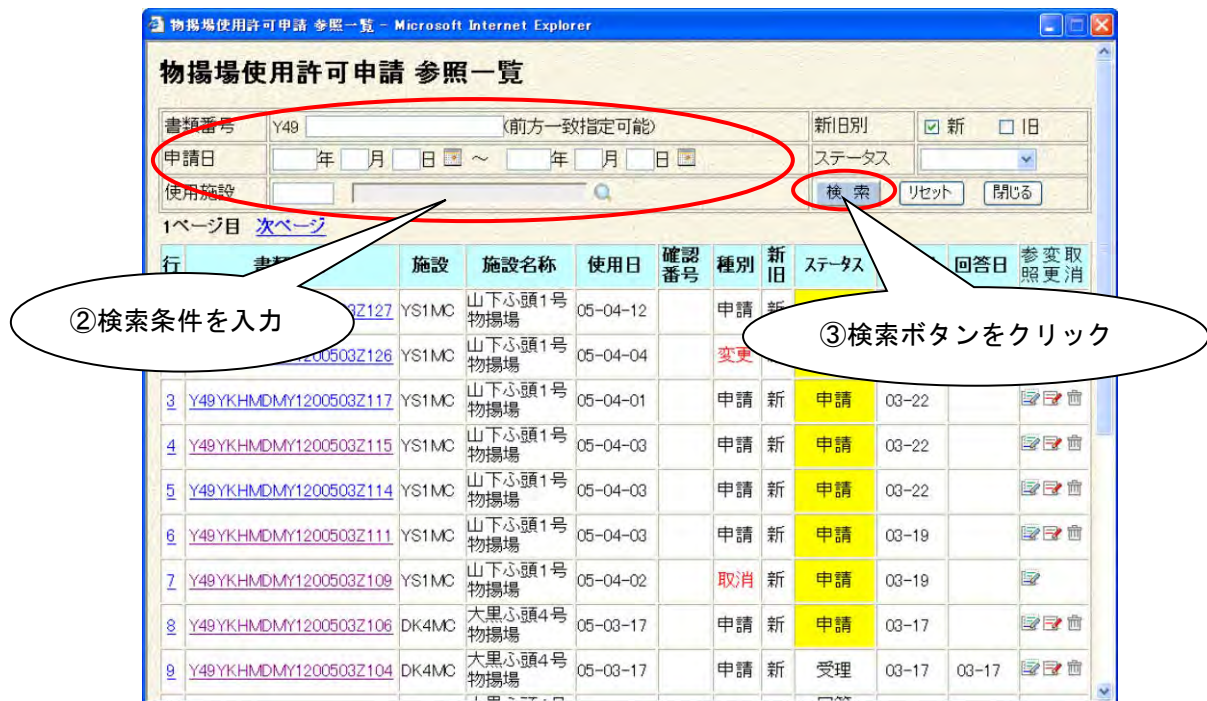 物揚場使用許可申請 参照一覧 - Microsoft Internet Explorer
物揚場使用許可申請 参照一覧
書類番号 Y49 (前方一致指定可能) 新旧別 新 旧
申請日 年 月 日 ～ 年 月 日 ステータス
使用施設 検 索 リセット 閉じる
1ページ目 次ページ
行 施設 施設名称 使用日 確認番号 種別 新旧 ステータス 回答日 参照 変更 取消
②検索条件を入力
③検索ボタンをクリック
3Z127 YS1MC 山下ふ頭1号物揚場 05-04-12 申請 新
200503Z126 YS1MC 山下ふ頭1号物揚場 05-04-04 変更
3 Y49YKHMDMY1200503Z117 YS1MC 山下ふ頭1号物揚場 05-04-01 申請 新 申請 03-22
4 Y49YKHMDMY1200503Z115 YS1MC 山下ふ頭1号物揚場 05-04-03 申請 新 申請 03-22
5 Y49YKHMDMY1200503Z114 YS1MC 山下ふ頭1号物揚場 05-04-03 申請 新 申請 03-22
6 Y49YKHMDMY1200503Z111 YS1MC 山下ふ頭1号物揚場 05-04-03 申請 新 申請 03-19
7 Y49YKHMDMY1200503Z109 YS1MC 山下ふ頭1号物揚場 05-04-02 取消 新 申請 03-19
8 Y49YKHMDMY1200503Z106 DK4MC 大黒ふ頭4号物揚場 05-03-17 申請 新 申請 03-17
9 Y49YKHMDMY1200503Z104 DK4MC 大黒ふ頭4号物揚場 05-03-17 申請 新 受理 03-17 03-17